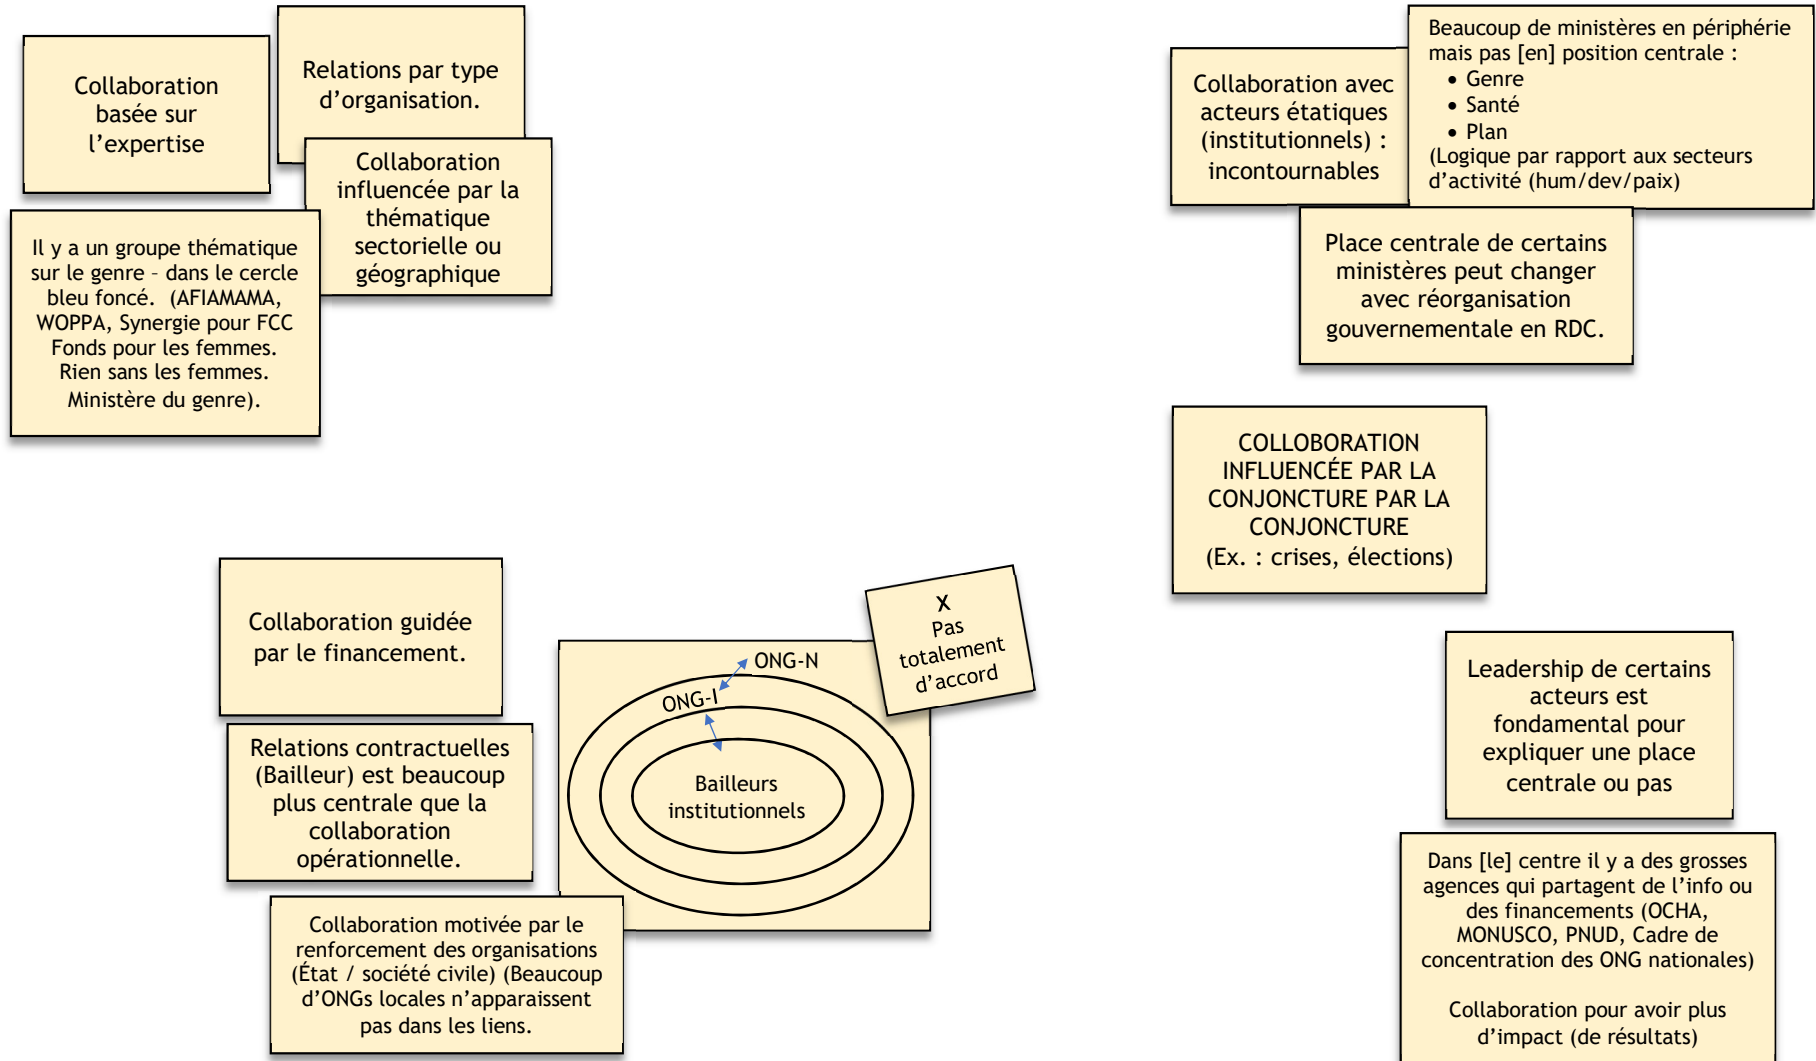 Collaboration
basée sur
l’expertise
Relations par type
d’organisation.
Collaboration
influencée par la
thématique
sectorielle ou
géographique
Il y a un groupe thématique
sur le genre – dans le cercle
bleu foncé. (AFIAMAMA,
WOPPA, Synergie pour FCC
Fonds pour les femmes.
Rien sans les femmes.
Ministère du genre).
Collaboration avec
acteurs étatiques
(institutionnels) :
incontournables
Beaucoup de ministères en périphérie
mais pas [en] position centrale :
• Genre
• Santé
• Plan
(Logique par rapport aux secteurs
d’activité (hum/dev/paix)
Place centrale de certains
ministères peut changer
avec réorganisation
gouvernementale en RDC.
COLLOBORATION
INFLUENCÉE PAR LA
CONJONCTURE PAR LA
CONJONCTURE
(Ex. : crises, élections)
Collaboration guidée
par le financement.
Relations contractuelles
(Bailleur) est beaucoup
plus centrale que la
collaboration
opérationnelle.
Collaboration motivée par le
renforcement des organisations
(État / société civile) (Beaucoup
d’ONGs locales n’apparaissent
pas dans les liens.
ONG-N
ONG-I
Bailleurs
institutionnels
X
Pas
totalement
d’accord
Leadership de certains
acteurs est
fondamental pour
expliquer une place
centrale ou pas
Dans [le] centre il y a des grosses
agences qui partagent de l’info ou
des financements (OCHA,
MONUSCO, PNUD, Cadre de
concentration des ONG nationales)
Collaboration pour avoir plus
d’impact (de résultats)